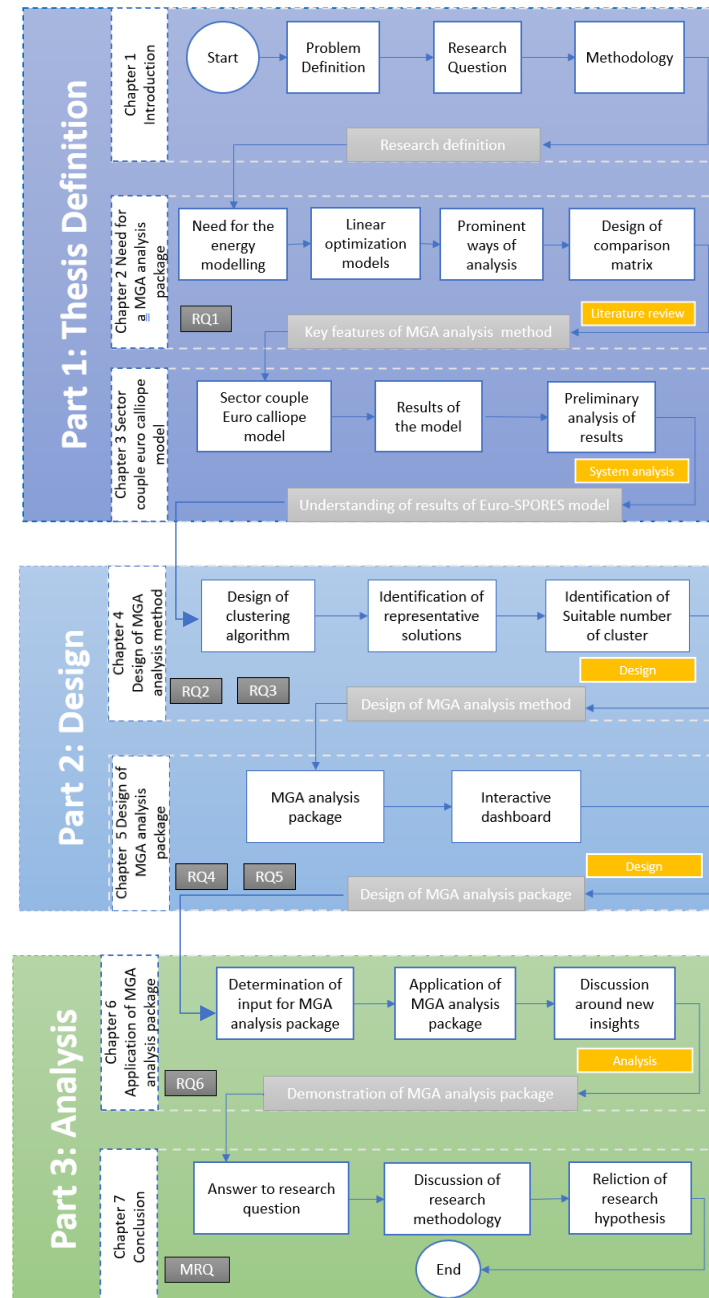 Part 1: Thesis Definition
Chapter 1
Introduction
Start
Problem
Definition
Research
Question
Methodology
Research definition
Chapter 2 Need for
a MGA analysis
package
Need for the
energy modelling
Linear
optimization
models
Prominent
ways of
analysis
Design of
comparison
matrix
RQ1
Literature review
Key features of MGA analysis method
Chapter 3 Sector
couple euro calliope
model
Sector couple
Euro calliope
model
Results of
the model
Preliminary
analysis of
results
System analysis
Understanding of results of Euro-SPORES model
Part 2: Design
Chapter 4
Design of MGA
analysis method
Design of
clustering
algorithm
Identification of
representative
solutions
Identification of
Suitable number
of cluster
Design
RQ2
RQ3
Design of MGA analysis method
Chapter 5 Design of
MGA analysis
package
MGA analysis
package
Interactive
dashboard
Design
RQ4
RQ5
Design of MGA analysis package
Part 3: Analysis
Chapter 6
Application of MGA
analysis package
Determination of
input for MGA
analysis package
Application of
MGA analysis
package
Discussion
around new
insights
Analysis
RQ6
Demonstration of MGA analysis package
Chapter 7
Conclusion
Answer to research
question
Discussion of
research
methodology
Reliction of
research
hypothesis
MRQ
End